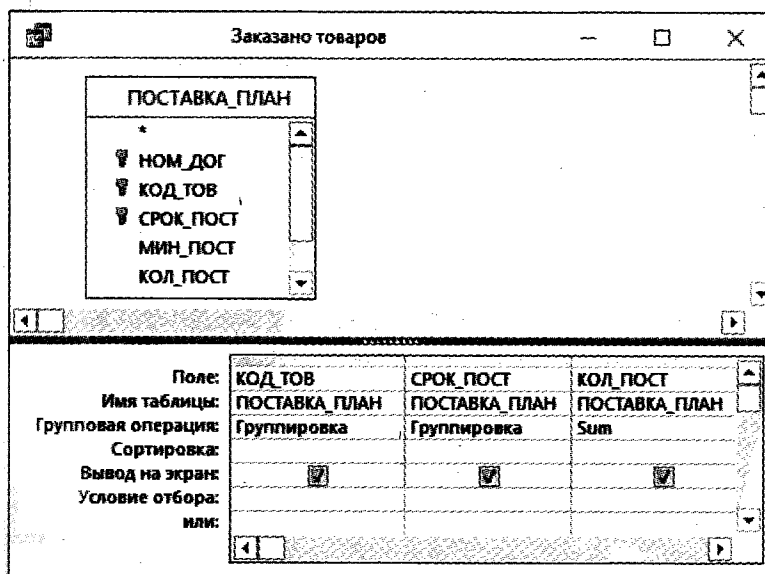 Заказано товаров
ПОСТАВКА_ПЛАН
*
НОМ_ДОГ
КОД_ТОВ
СРОК_ПОСТ
МИН_ПОСТ
КОЛ_ПОСТ
Поле: КОД_ТОВ СРОК_ПОСТ КОЛ_ПОСТ
Имя таблицы: ПОСТАВКА_ПЛАН ПОСТАВКА_ПЛАН ПОСТАВКА_ПЛАН
Групповая операция: Группировка Группировка Sum
Сортировка:
Вывод на экран:
Условие отбора:
или: